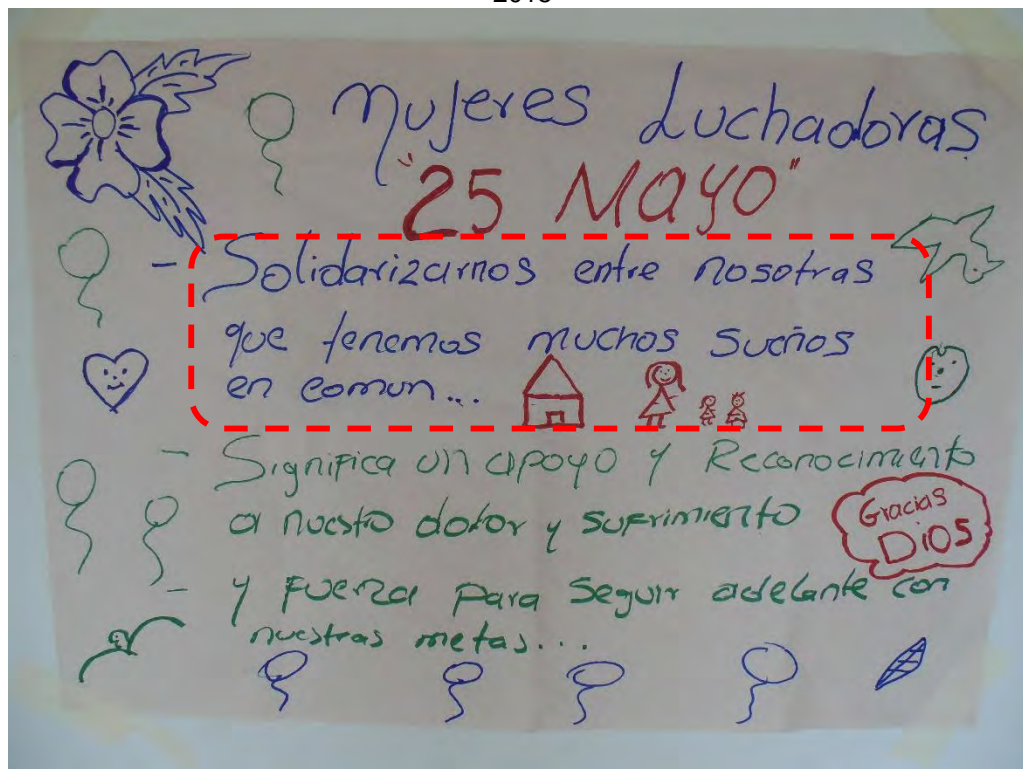 2018
Mujeres Luchadoras
"25 Mayo"
- Solidarizarnos entre nosotras
que tenemos muchos sueños
en comun...
- Significa un apoyo y Reconocimiento
a nuestro dolor y sufrimiento
Gracias
DiOS
- y fuerza para seguir adelante con
nuestras metas...